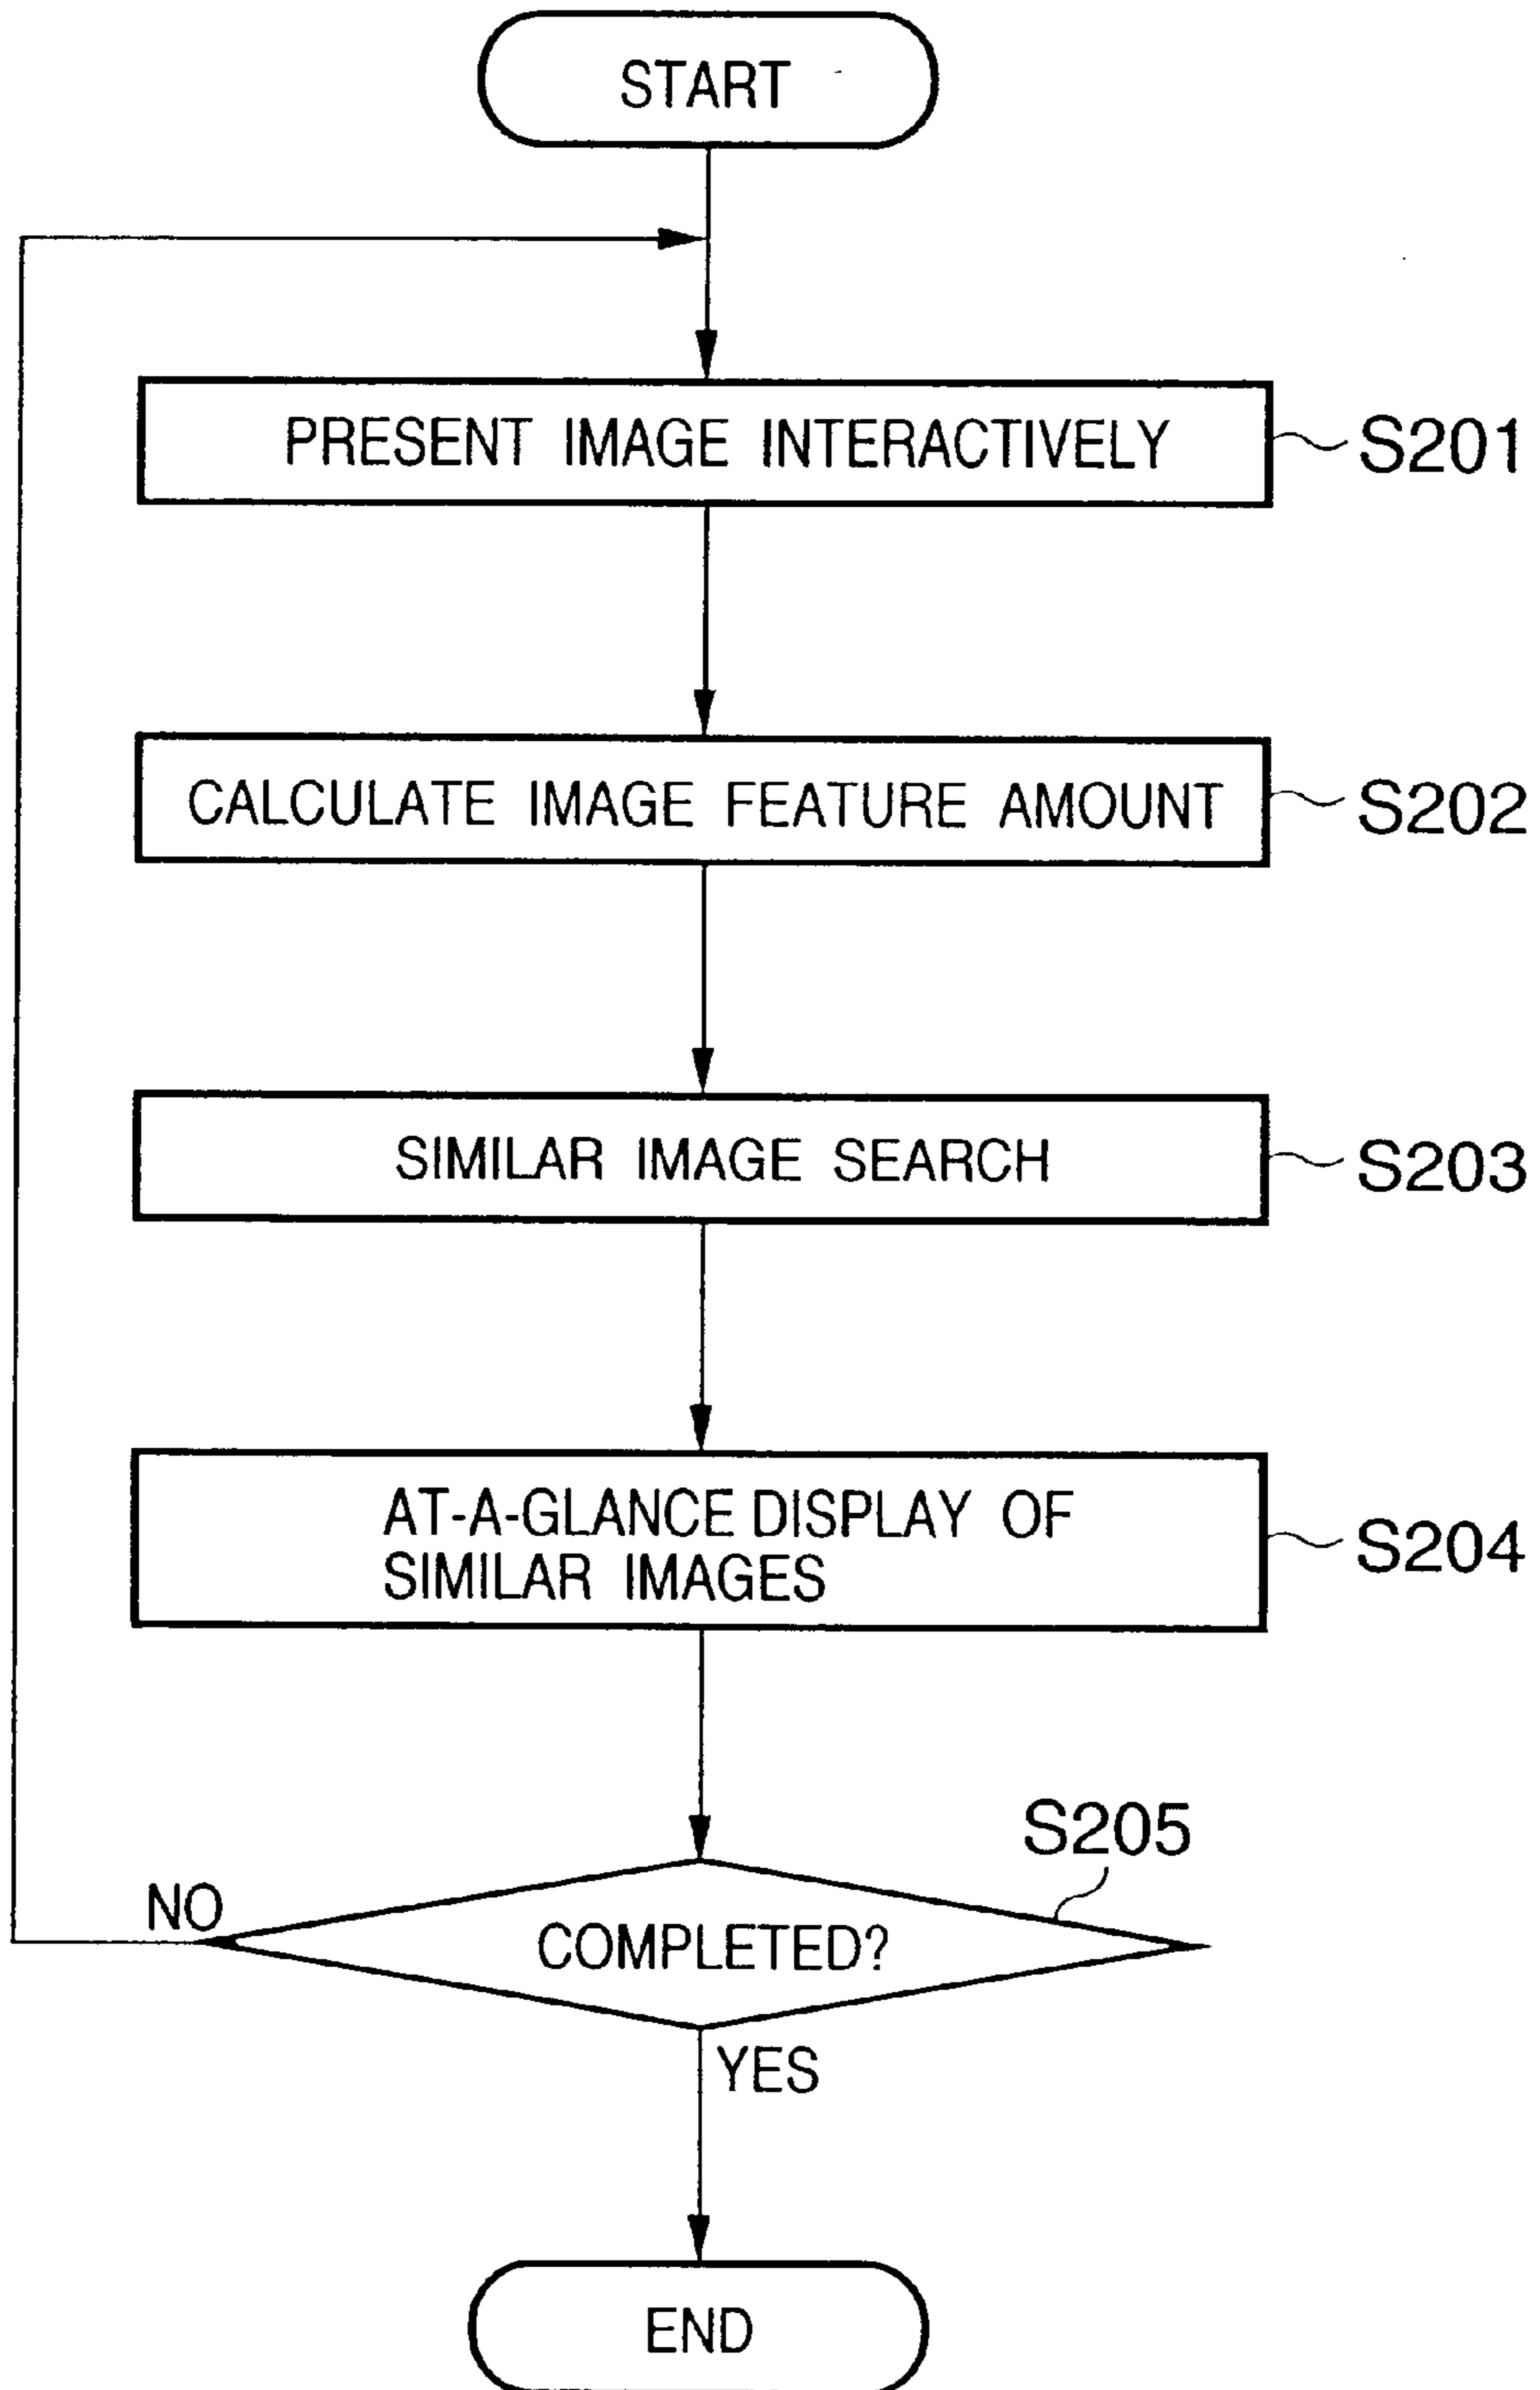 START
PRESENT IMAGE INTERACTIVELY
S201
CALCULATE IMAGE FEATURE AMOUNT
S202
SIMILAR IMAGE SEARCH
S203
AT-A-GLANCE DISPLAY OF
SIMILAR IMAGES
S204
S205
NO
COMPLETED?
YES
END